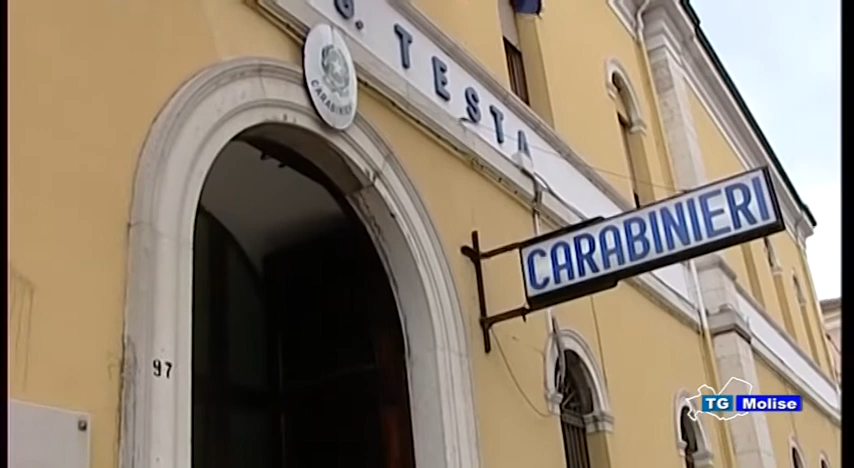 G. TESTA
CARABINIERI
CARABINIERI
97
TG Molise